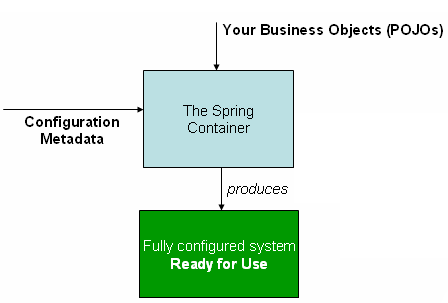 Your Business Objects (POJOs)
The Spring
Container
Configuration
Metadata
produces
Fully configured system
Ready for Use